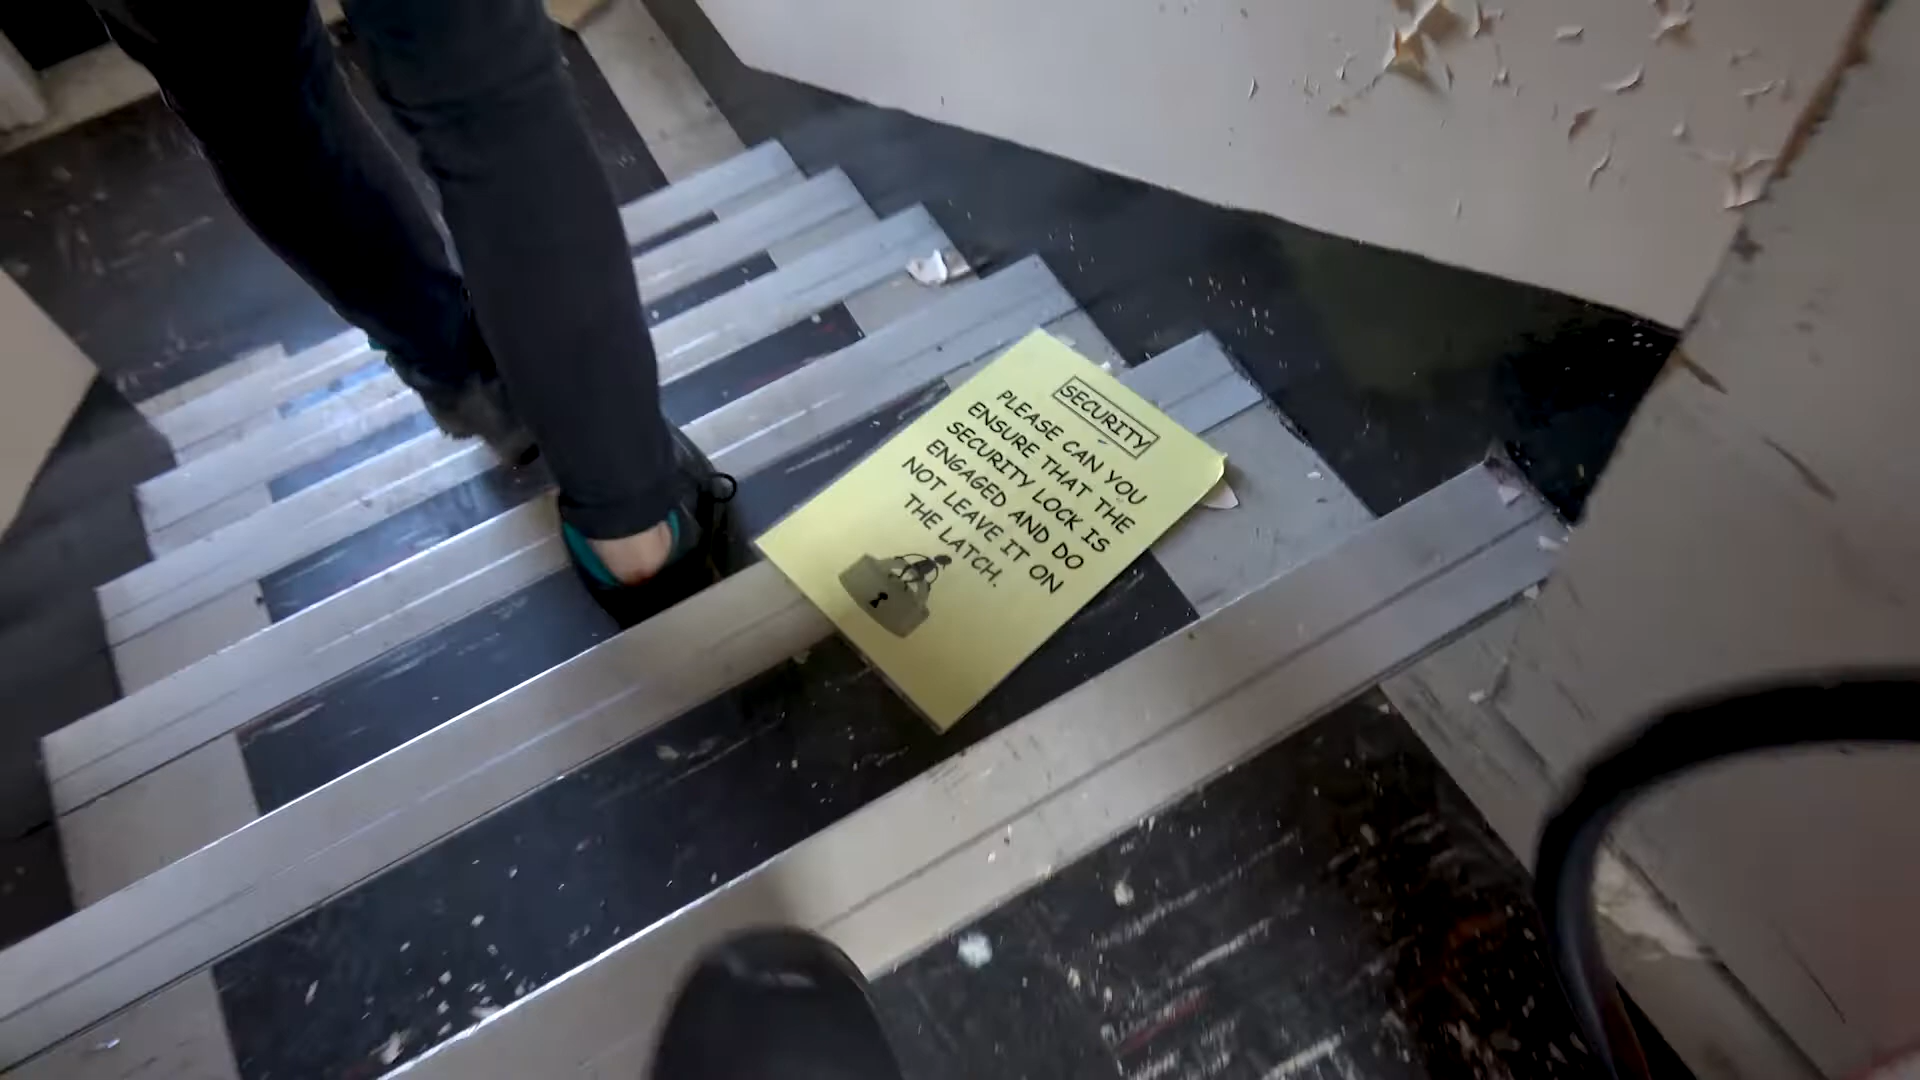 SECURITY
PLEASE CAN YOU
ENSURE THAT THE
SECURITY LOCK IS
ENGAGED AND DO
NOT LEAVE IT ON
THE LATCH.